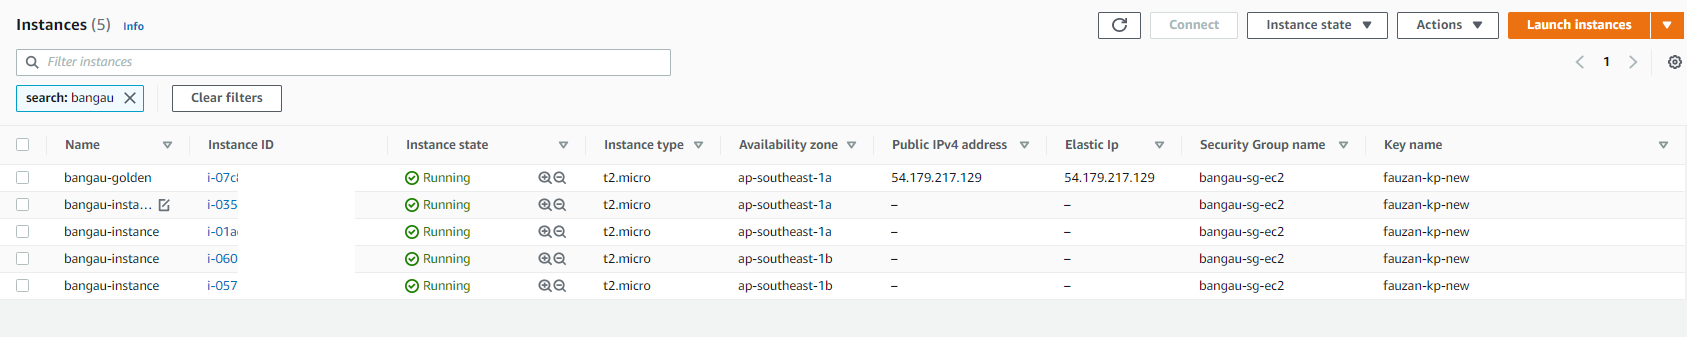 Instances (5) Info Connect Instance state Actions Launch instances
Filter instances 1
search: bangau Clear filters
Name Instance ID Instance state Instance type Availability zone Public IPv4 address Elastic Ip Security Group name Key name
bangau-golden i-07c Running t2.micro ap-southeast-1a 54.179.217.129 54.179.217.129 bangau-sg-ec2 fauzan-kp-new
bangau-insta... i-035 Running t2.micro ap-southeast-1a – – bangau-sg-ec2 fauzan-kp-new
bangau-instance i-01a Running t2.micro ap-southeast-1a – – bangau-sg-ec2 fauzan-kp-new
bangau-instance i-060 Running t2.micro ap-southeast-1b – – bangau-sg-ec2 fauzan-kp-new
bangau-instance i-057 Running t2.micro ap-southeast-1b – – bangau-sg-ec2 fauzan-kp-new